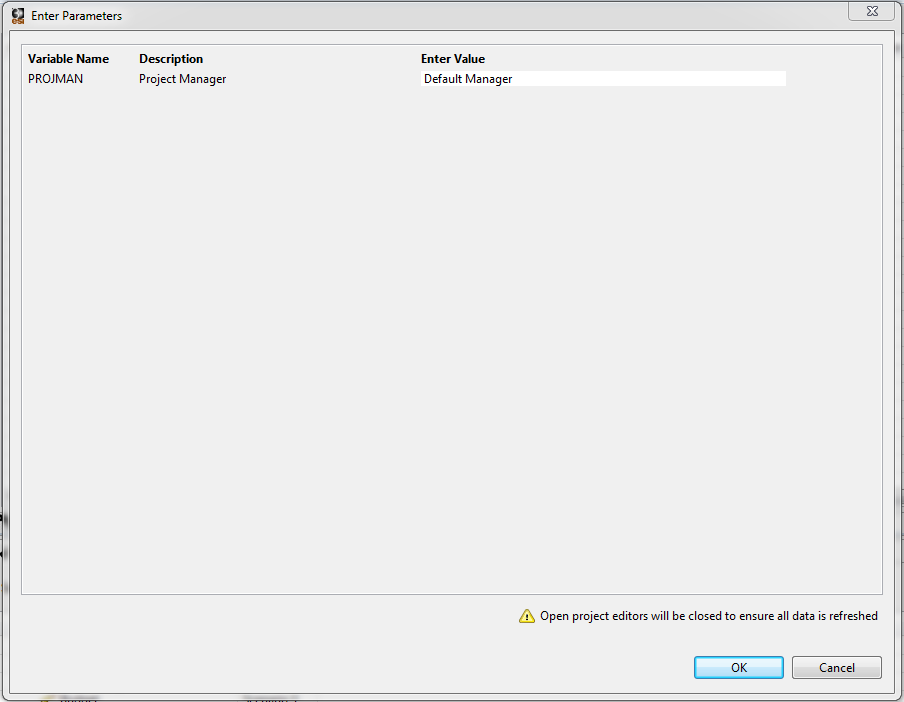 Enter Parameters
Variable Name Description Enter Value
PROJMAN Project Manager Default Manager
Open project editors will be closed to ensure all data is refreshed
OK Cancel